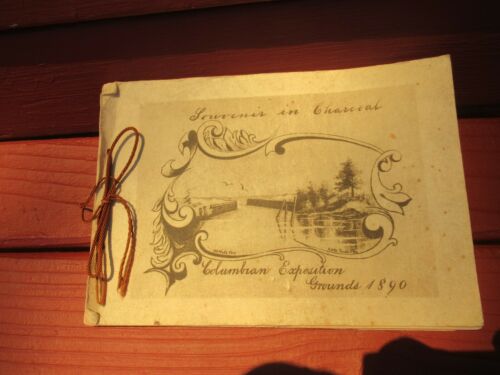 Souvenir in Charcoal
Columbian Exposition
Grounds 1890